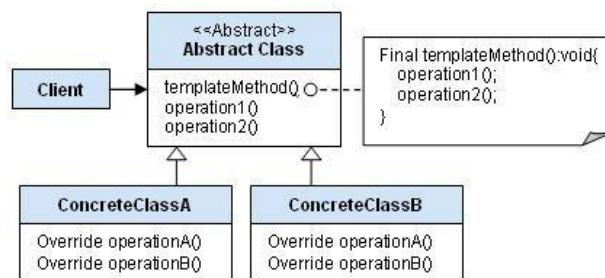 <<Abstract>>
Abstract Class
templateMethod()
operation1()
operation2()
Client
Final templateMethod():void{
operation1();
operation2();
}
ConcreteClassA
Override operationA()
Override operationB()
ConcreteClassB
Override operationA()
Override operationB()